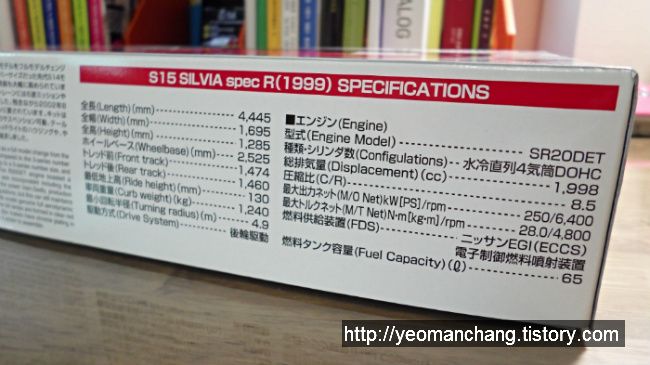 S15 SILVIA spec R(1999) SPECIFICATIONS
全長(Length)(mm) 4,445
全幅(Width)(mm) 1,695
全高(Height)(mm) 1,285
ホイールベース(Wheelbase)(mm) 2,525
トレッド前(Front track) 1,474
トレッド後(Rear track) 1,460
最低地上高(Ride height)(mm) 130
車両重量(Curb weight)(kg) 1,240
最小回転半径(Turning radius)(m) 4.9
駆動方式(Drive System) 後輪駆動
■エンジン(Engine)
型式(Engine Model) SR20DET
種類・シリンダ数(Configulations) 水冷直列4気筒DOHC
総排気量(Displacement)(cc) 1,998
圧縮比(C/R) 8.5
最大出力ネット(M/O Net)kW[PS]/rpm 250/6,400
最大トルクネット(M/T Net)N-m[kg-m]/rpm 28.0/4,800
燃料供給装置(FDS) ニッサンEGI(ECCS)
電子制御燃料噴射装置
燃料タンク容量(Fuel Capacity)(ℓ) 65
http://yeomanchang.tistory.com